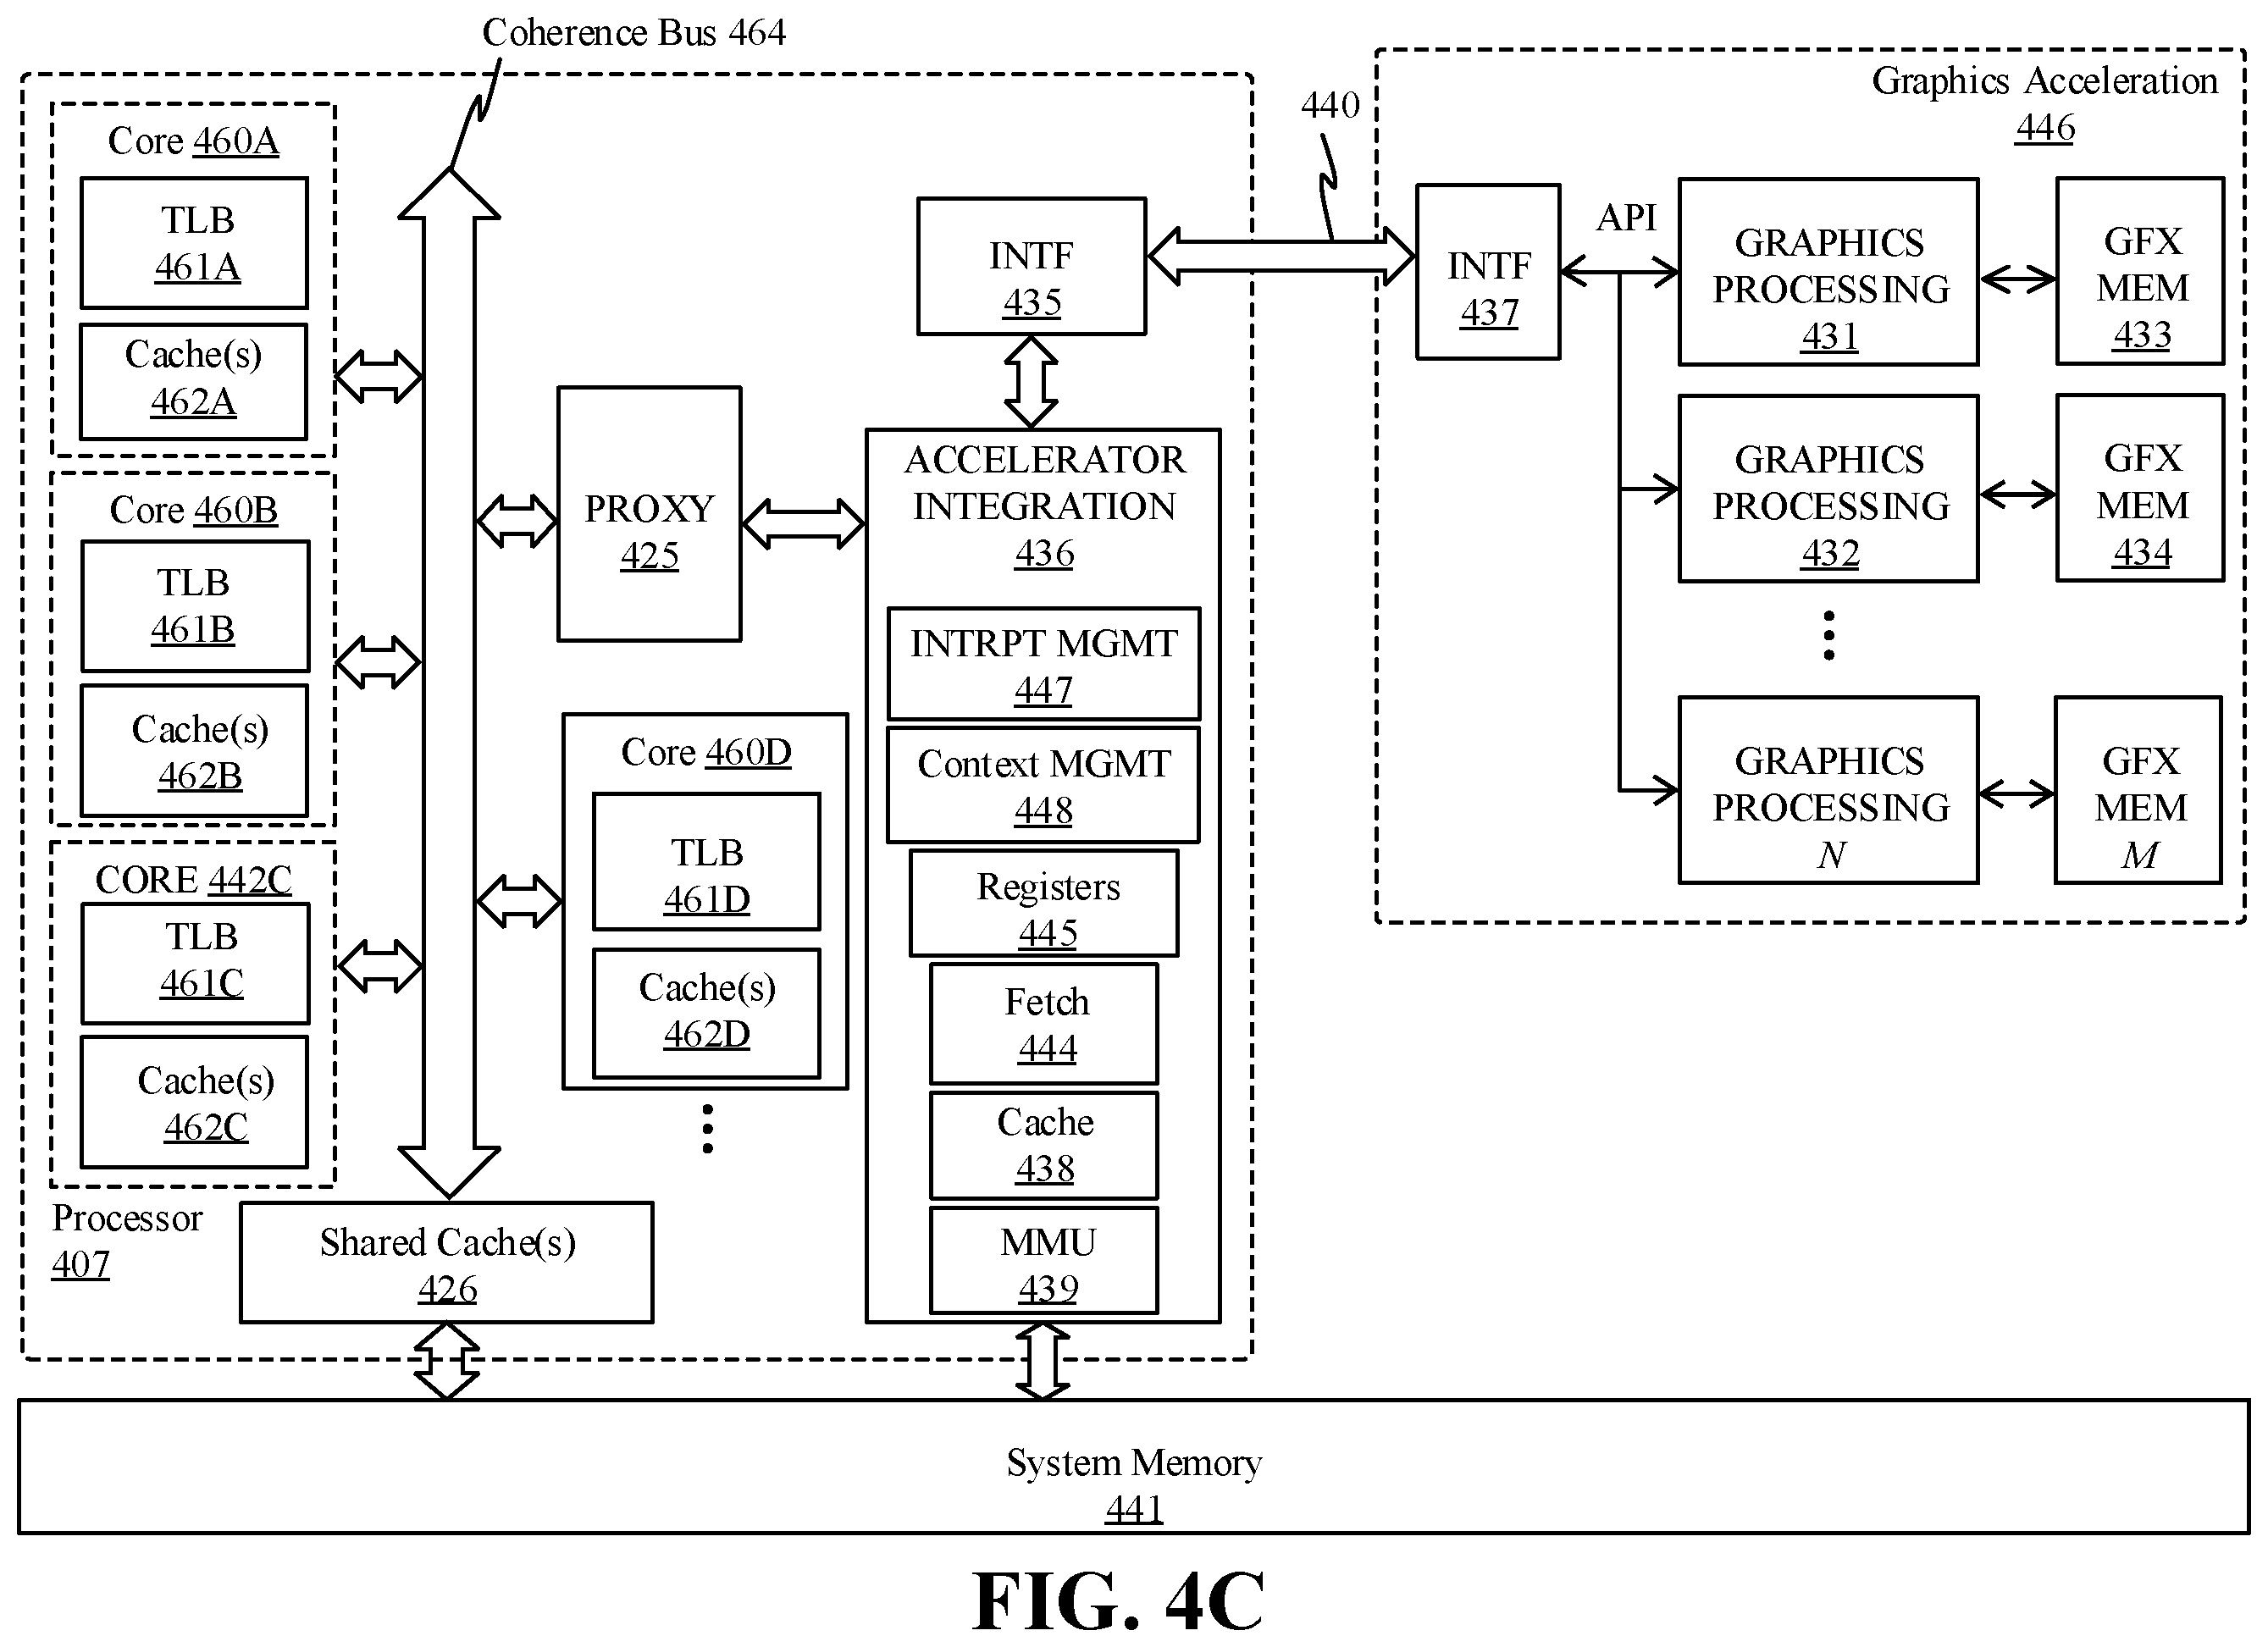 Coherence Bus 464
Core 460A
TLB
461A
Cache(s)
462A
Core 460B
TLB
461B
Cache(s)
462B
CORE 442C
TLB
461C
Cache(s)
462C
Processor
407
Shared Cache(s)
426
PROXY
425
Core 460D
TLB
461D
Cache(s)
462D
INTF
435
ACCELERATOR
INTEGRATION
436
INTRPT MGMT
447
Context MGMT
448
Registers
445
Fetch
444
Cache
438
MMU
439
440
Graphics Acceleration
446
INTF
437
API
GRAPHICS
PROCESSING
431
GFX
MEM
433
GRAPHICS
PROCESSING
432
GFX
MEM
434
GRAPHICS
PROCESSING
N
GFX
MEM
M
System Memory
441
FIG. 4C